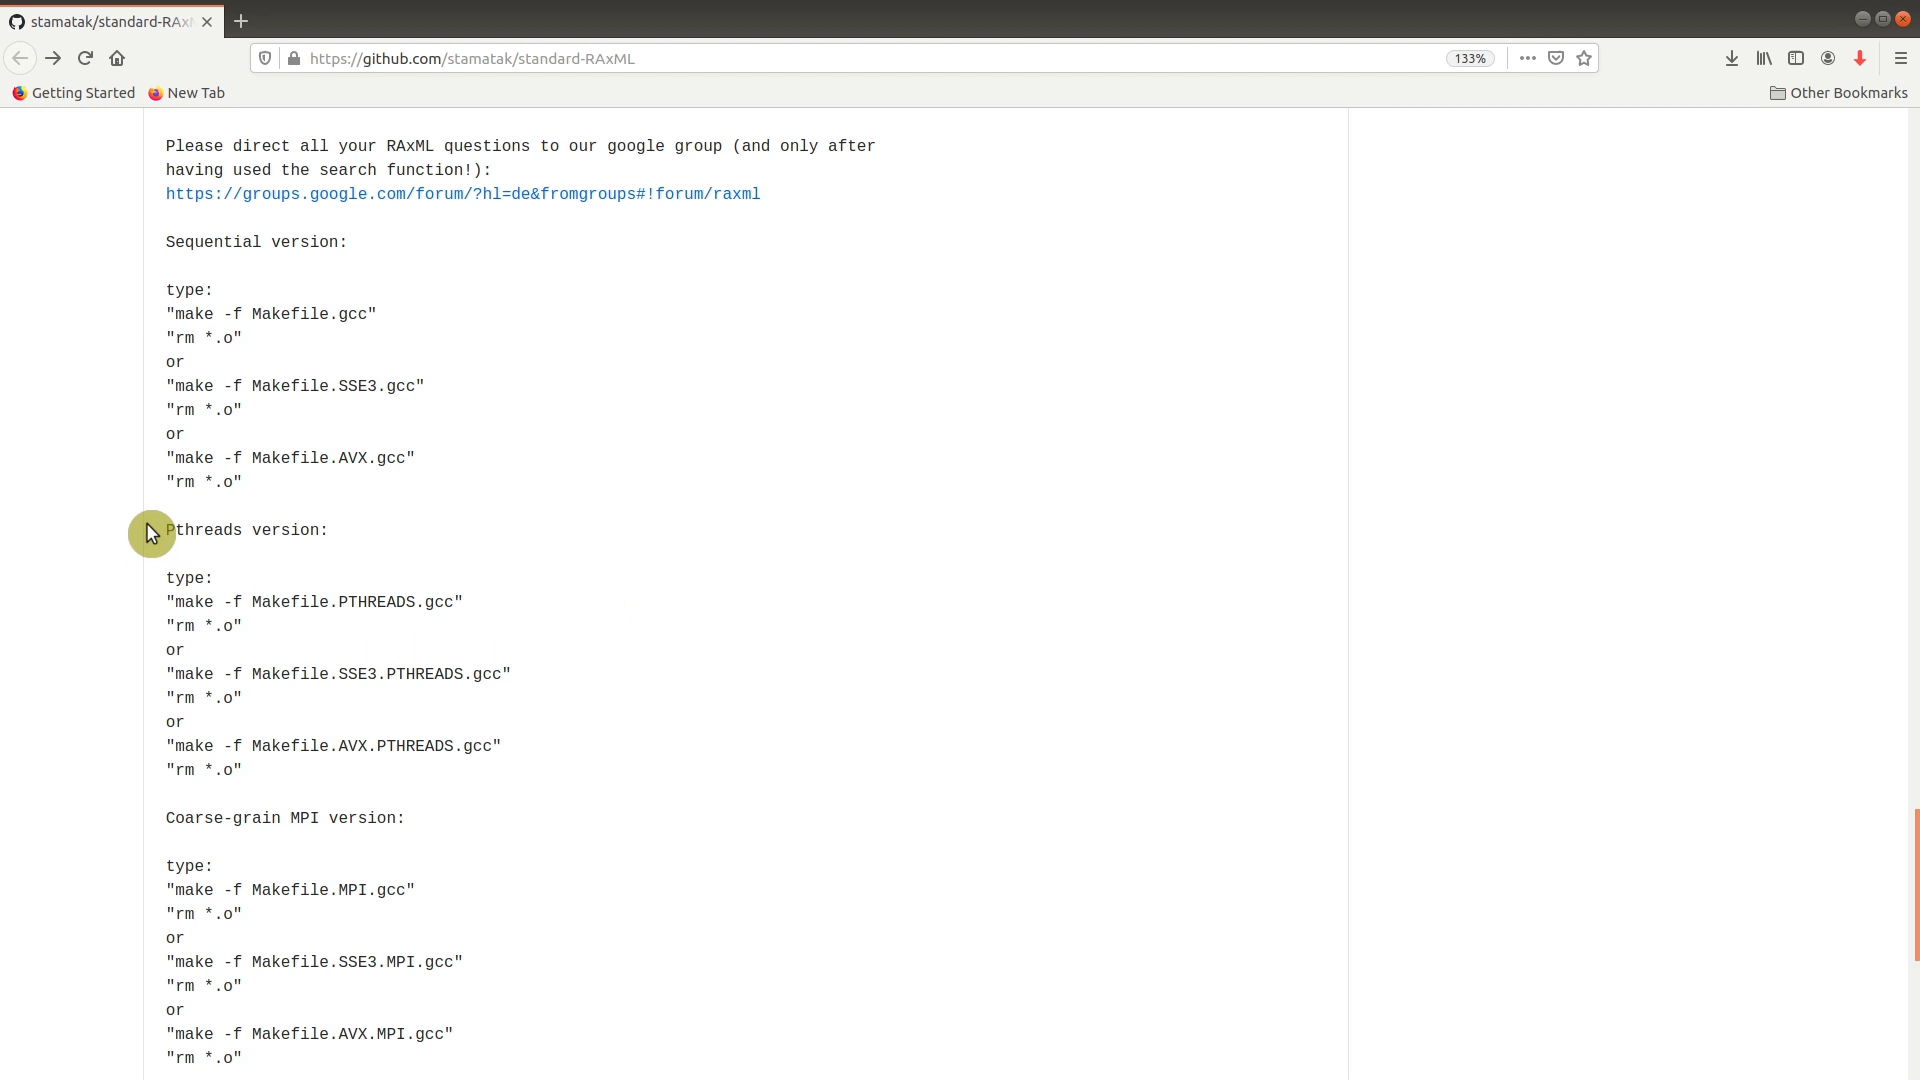 stamatak/standard-RAxM
https://github.com/stamatak/standard-RAxML
133%
Getting Started
New Tab
Other Bookmarks
Please direct all your RAxML questions to our google group (and only after
having used the search function!):
https://groups.google.com/forum/?hl=de&fromgroups#!forum/raxml
Sequential version:
type:
"make -f Makefile.gcc"
"rm *.o"
or
"make -f Makefile.SSE3.gcc"
"rm *.o"
or
"make -f Makefile.AVX.gcc"
"rm *.o"
Pthreads version:
type:
"make -f Makefile.PTHREADS.gcc"
"rm *.o"
or
"make -f Makefile.SSE3.PTHREADS.gcc"
"rm *.o"
or
"make -f Makefile.AVX.PTHREADS.gcc"
"rm *.o"
Coarse-grain MPI version:
type:
"make -f Makefile.MPI.gcc"
"rm *.o"
or
"make -f Makefile.SSE3.MPI.gcc"
"rm *.o"
or
"make -f Makefile.AVX.MPI.gcc"
"rm *.o"